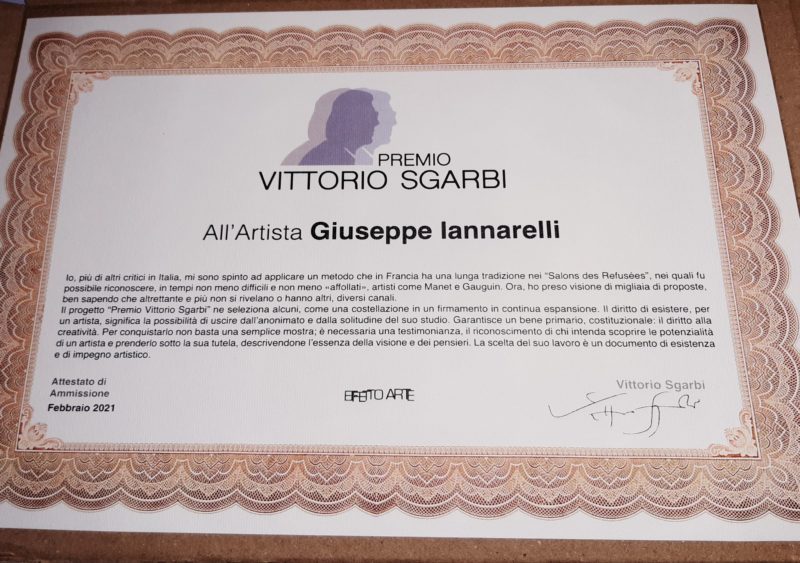 PREMIO
VITTORIO SGARBI
All'Artista Giuseppe Iannarelli
Io, più di altri critici in Italia, mi sono spinto ad applicare un metodo che in Francia ha una lunga tradizione nei "Salons des Refusées", nei quali fu
possibile riconoscere, in tempi non meno difficili e non meno «affollati», artisti come Manet e Gauguin. Ora, ho preso visione di migliaia di proposte,
ben sapendo che altrettante e più non si rivelano o hanno altri, diversi canali.
Il progetto "Premio Vittorio Sgarbi" ne seleziona alcuni, come una costellazione in un firmamento in continua espansione. Il diritto di esistere, per
un artista, significa la possibilità di uscire dall'anonimato e dalla solitudine del suo studio. Garantisce un bene primario, costituzionale: il diritto alla
creatività. Per conquistarlo non basta una semplice mostra; è necessaria una testimonianza, il riconoscimento di chi intenda scoprire le potenzialità
di un artista e prenderlo sotto la sua tutela, descrivendone l'essenza della visione e dei pensieri. La scelta del suo lavoro è un documento di esistenza
e di impegno artistico.
Attestato di
Ammissione
Febbraio 2021
EFFETTO ARTE
Vittorio Sgarbi